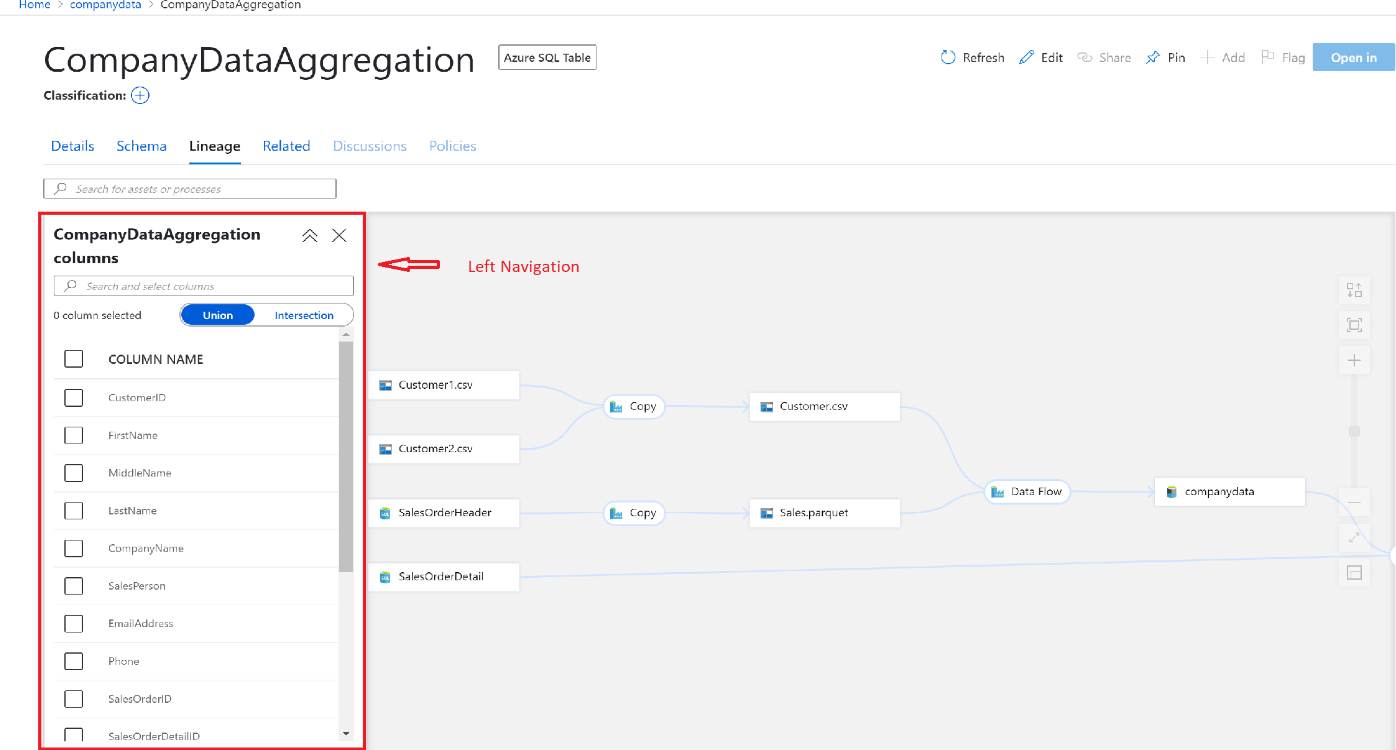 Home > companydata > CompanyDataAggregation
CompanyDataAggregation
Azure SQL Table
Refresh Edit Share Pin Add Flag Open in
Classification:
Details Schema Lineage Related Discussions Policies
Search for assets or processes
CompanyDataAggregation
columns
Left Navigation
Search and select columns
0 column selected Union Intersection
COLUMN NAME
CustomerID
FirstName
MiddleName
LastName
CompanyName
SalesPerson
EmailAddress
Phone
SalesOrderID
SalesOrderDetailID
Customer1.csv
Copy
Customer.csv
Customer2.csv
Data Flow
companydata
SalesOrderHeader
Copy
Sales.parquet
SalesOrderDetail